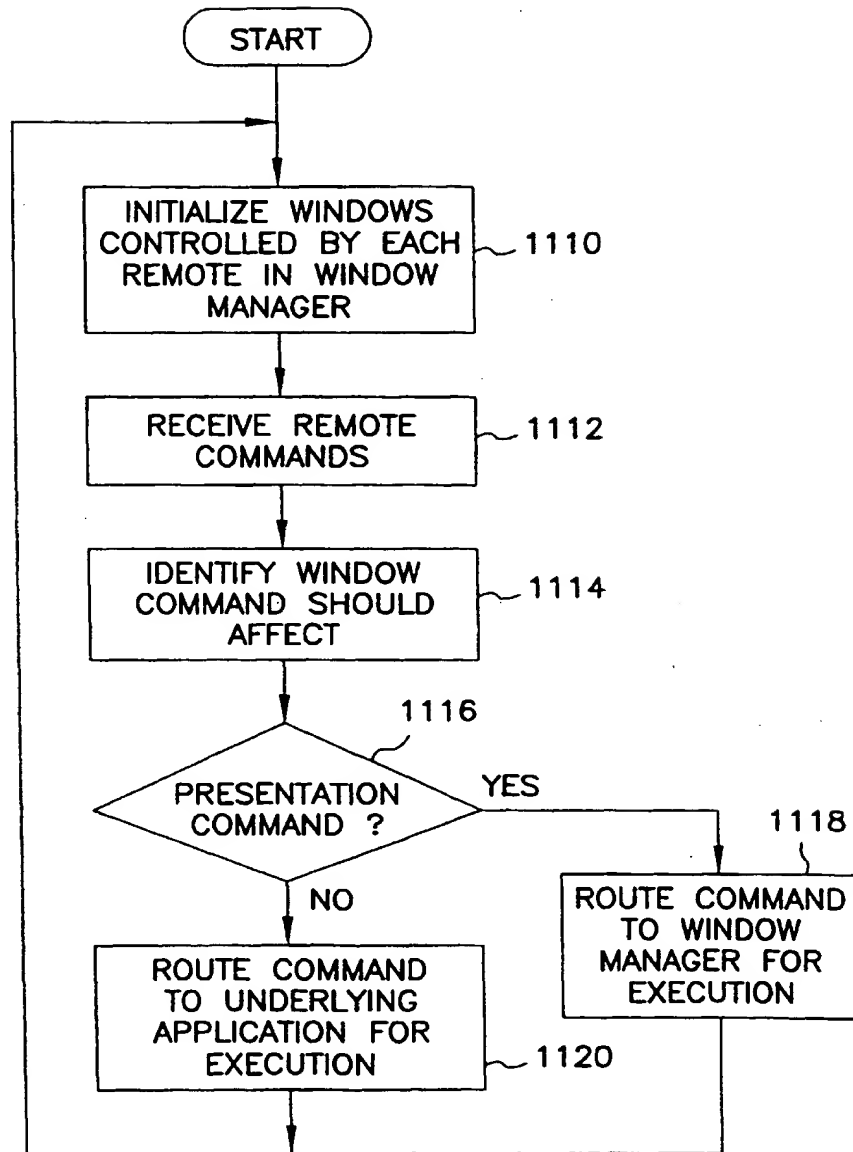 START
INITIALIZE WINDOWS
CONTROLLED BY EACH
REMOTE IN WINDOW
MANAGER
1110
RECEIVE REMOTE
COMMANDS
1112
IDENTIFY WINDOW
COMMAND SHOULD
AFFECT
1114
1116
PRESENTATION
COMMAND ?
YES
NO
1118
ROUTE COMMAND
TO WINDOW
MANAGER FOR
EXECUTION
ROUTE COMMAND
TO UNDERLYING
APPLICATION FOR
EXECUTION
1120